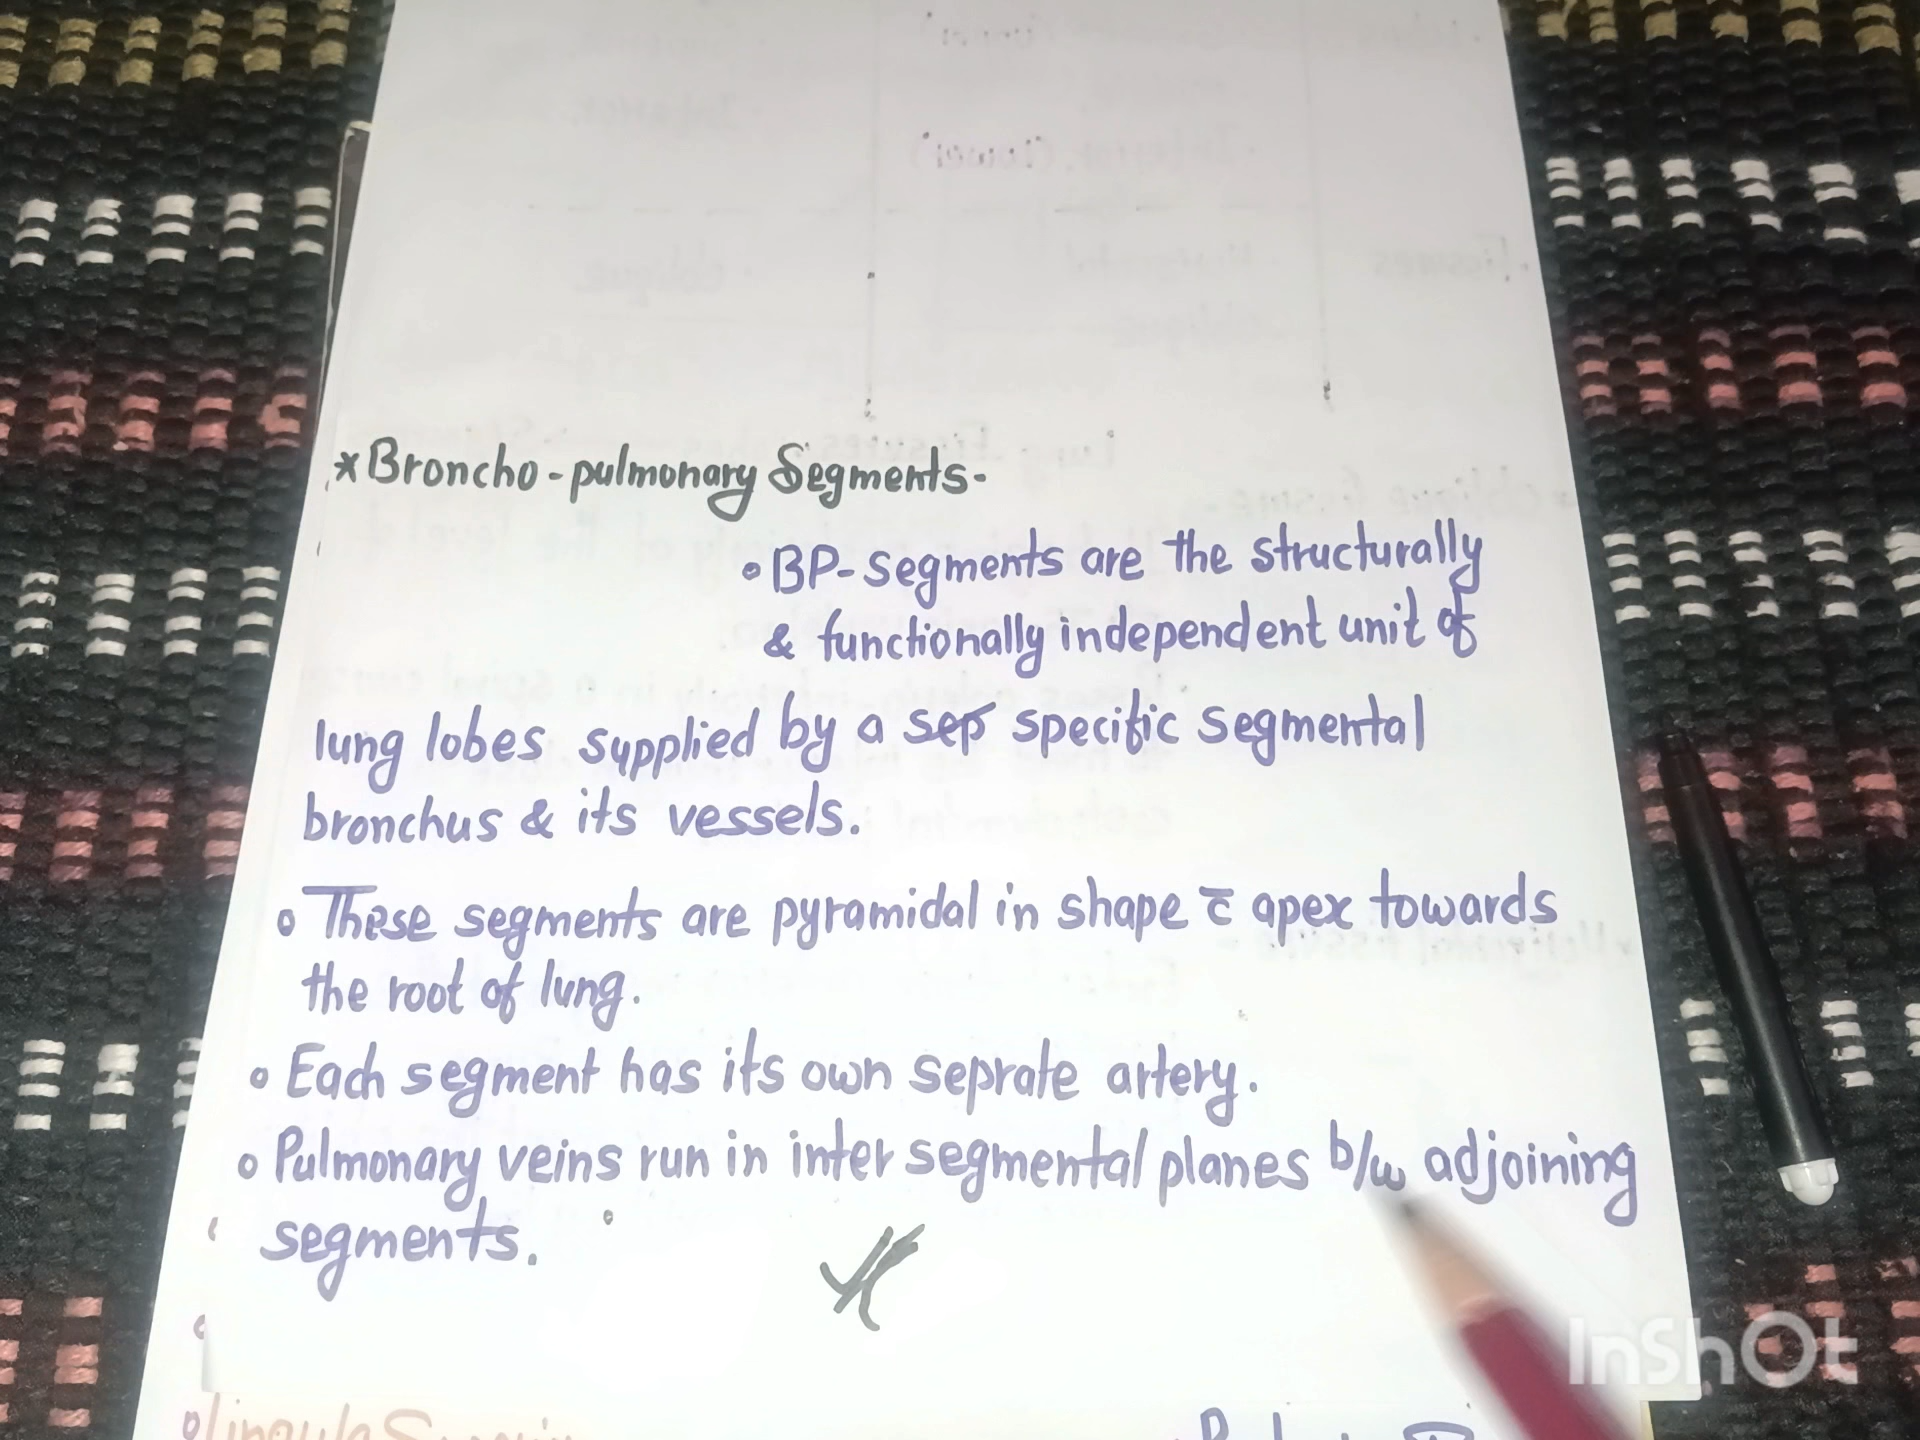 * Broncho-pulmonary Segments-
• BP-segments are the structurally
& functionally independent unit of
lung lobes supplied by a sep specific segmental
bronchus & its vessels.
• These segments are pyramidal in shape c̄ apex towards
the root of lung.
• Each segment has its own seprate artery.
• Pulmonary veins run in inter segmental planes b/w adjoining
segments.
InShOt